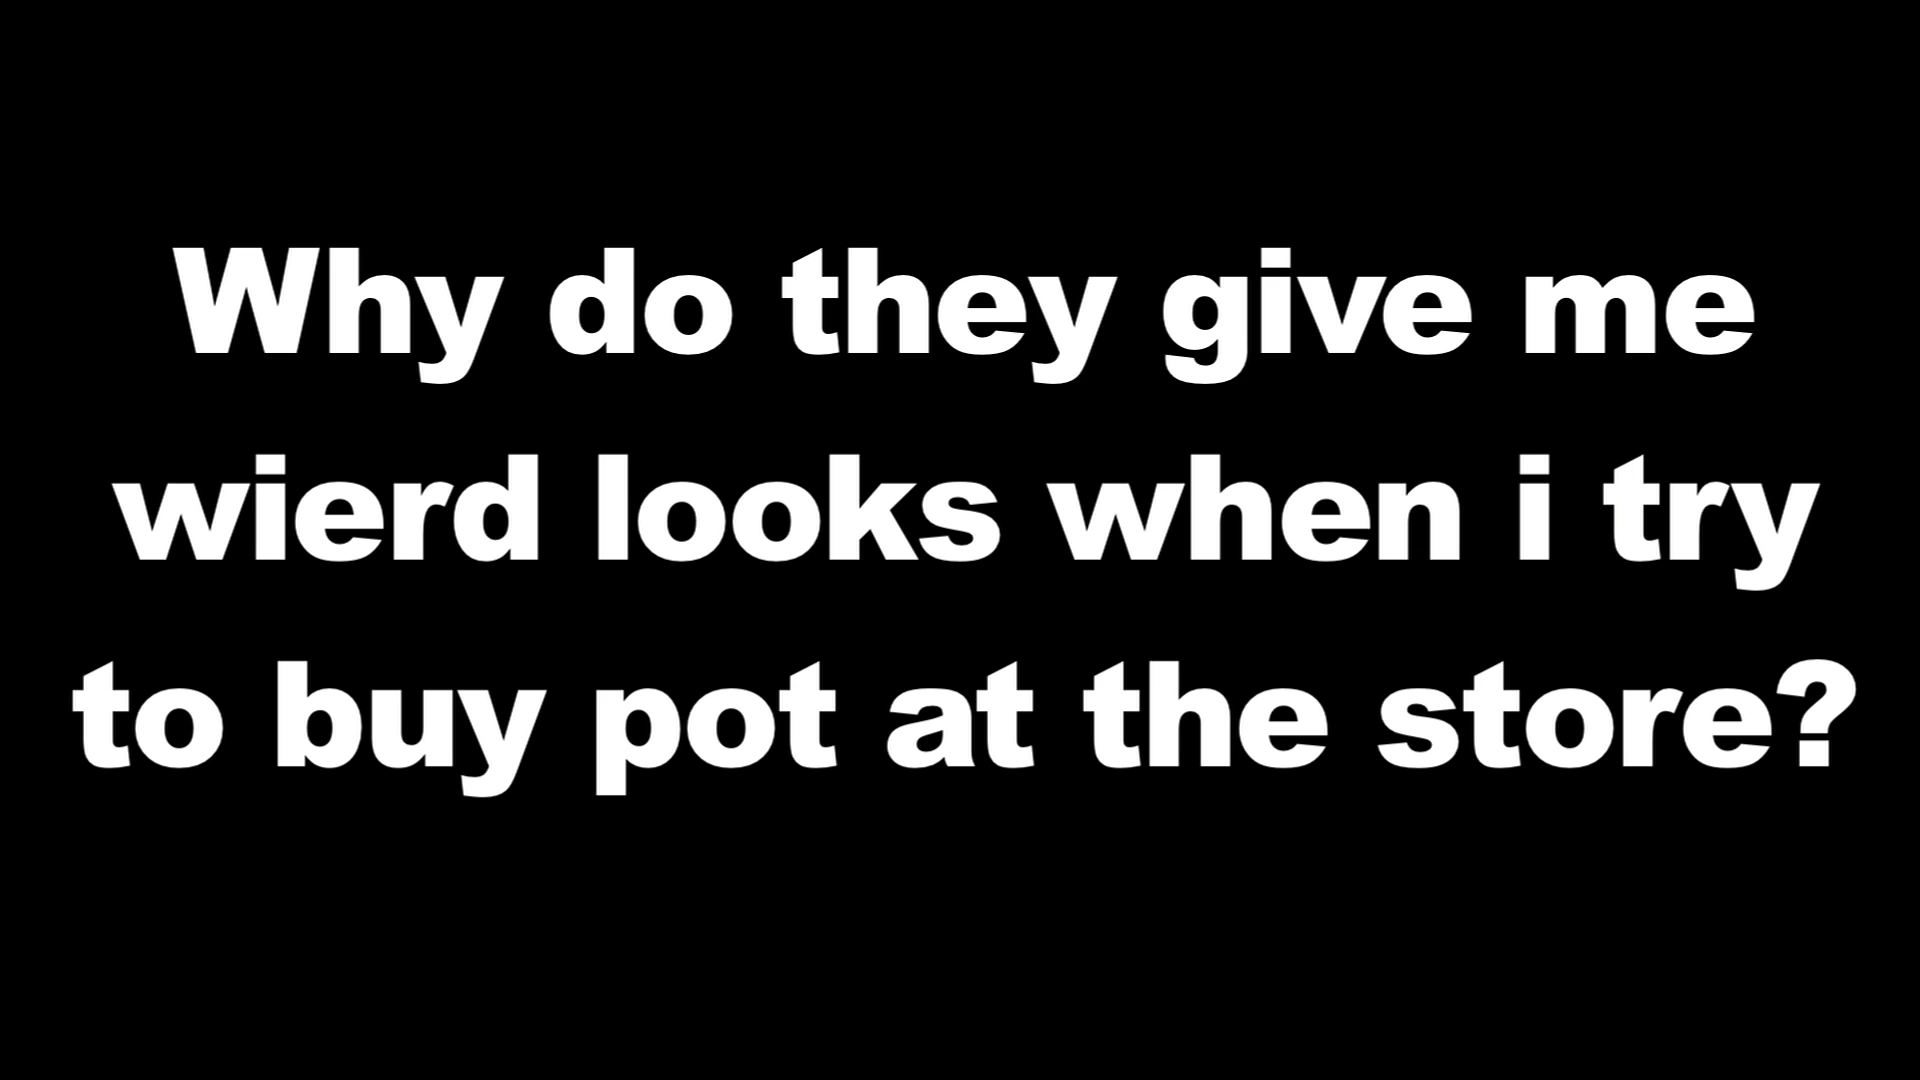 Why do they give me
wierd looks when i try
to buy pot at the store?